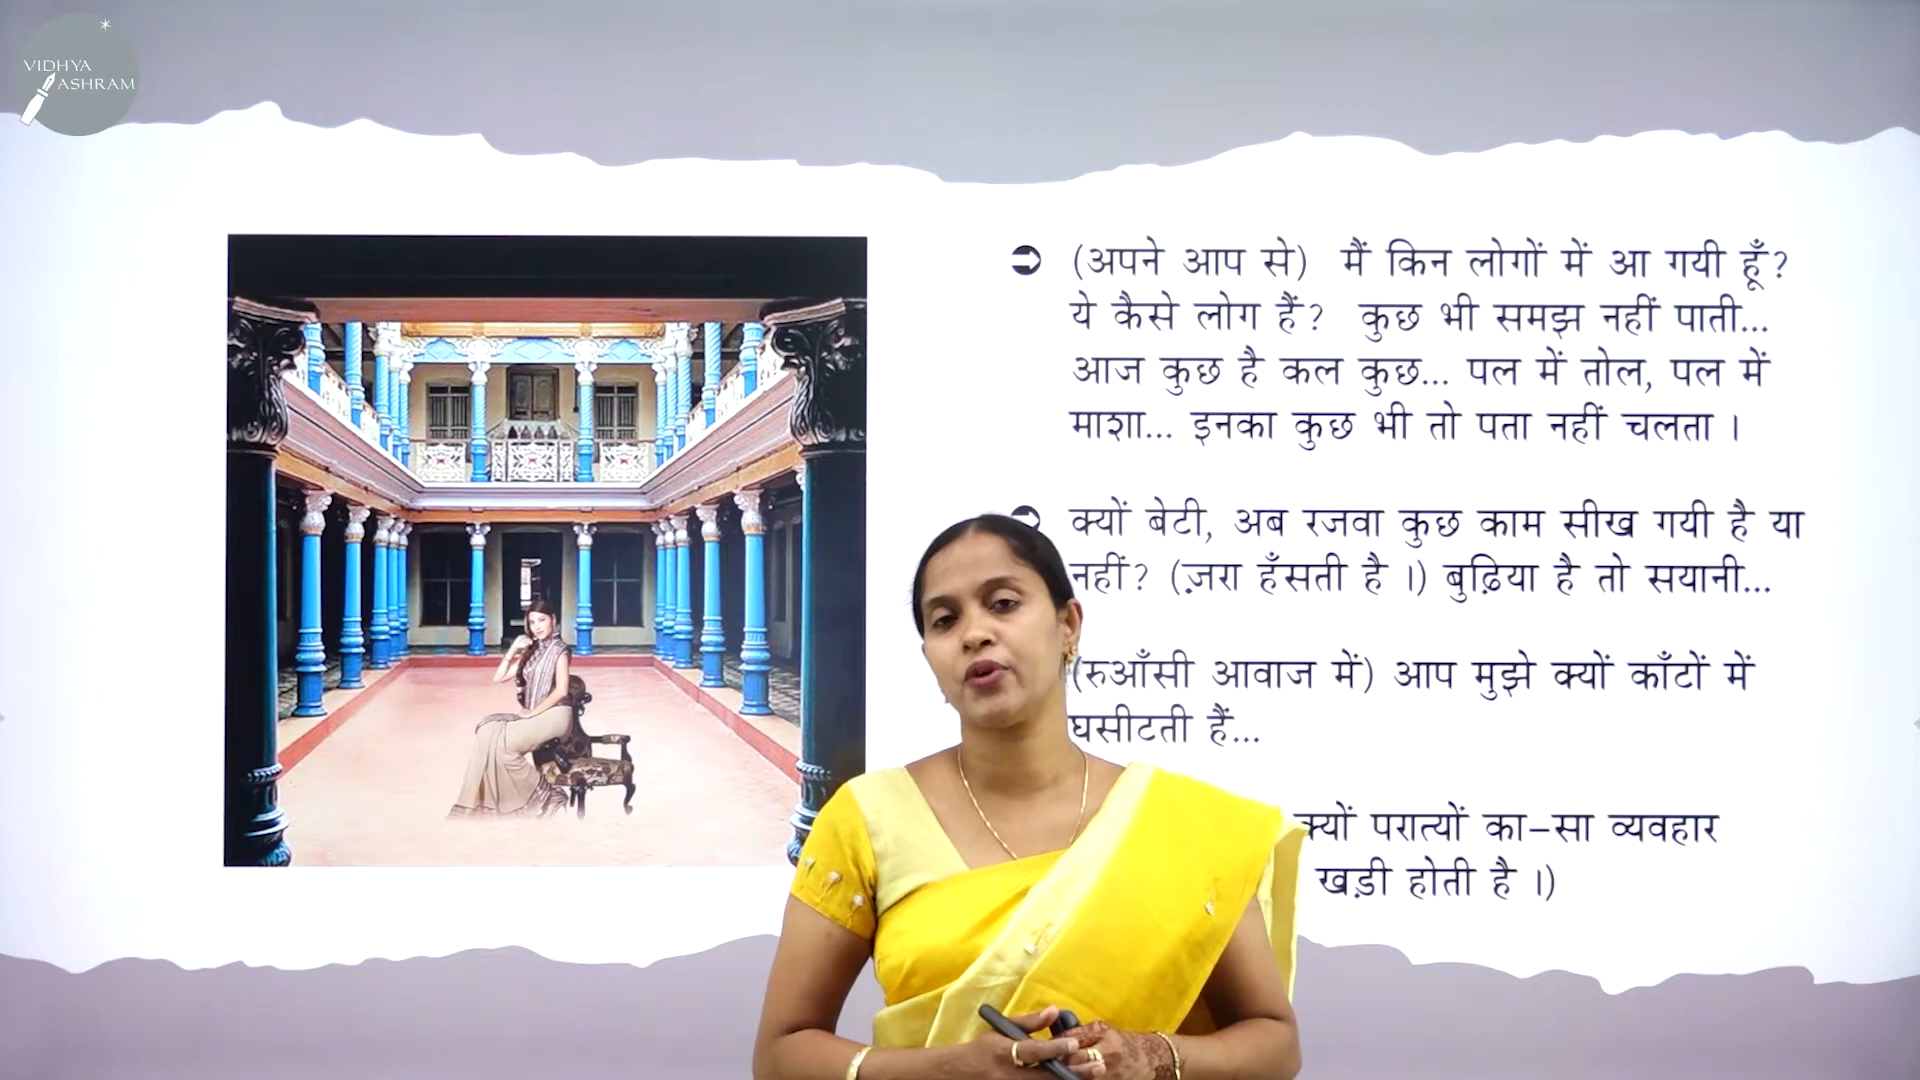 VIDHYA
ASHRAM
(अपने आप से) मैं किन लोगों में आ गयी हूँ?
ये कैसे लोग हैं? कुछ भी समझ नहीं पाती...
आज कुछ है कल कुछ... पल में तोल, पल में
माशा... इनका कुछ भी तो पता नहीं चलता।
क्यों बेटी, अब रजवा कुछ काम सीख गयी है या
नहीं? (ज़रा हँसती है।) बुढ़िया है तो सयानी...
(रुआँसी आवाज में) आप मुझे क्यों काँटों में
घसीटती हैं...
क्यों परात्यों का-सा व्यवहार
खड़ी होती है।)